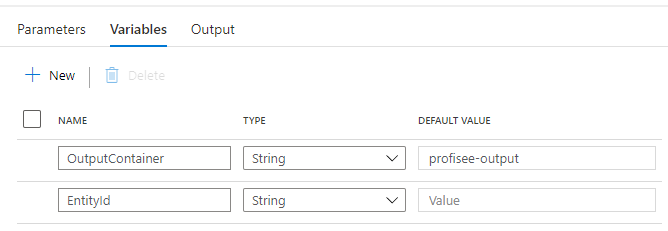 Parameters Variables Output
New Delete
NAME TYPE DEFAULT VALUE
OutputContainer String profisee-output
EntityId String Value